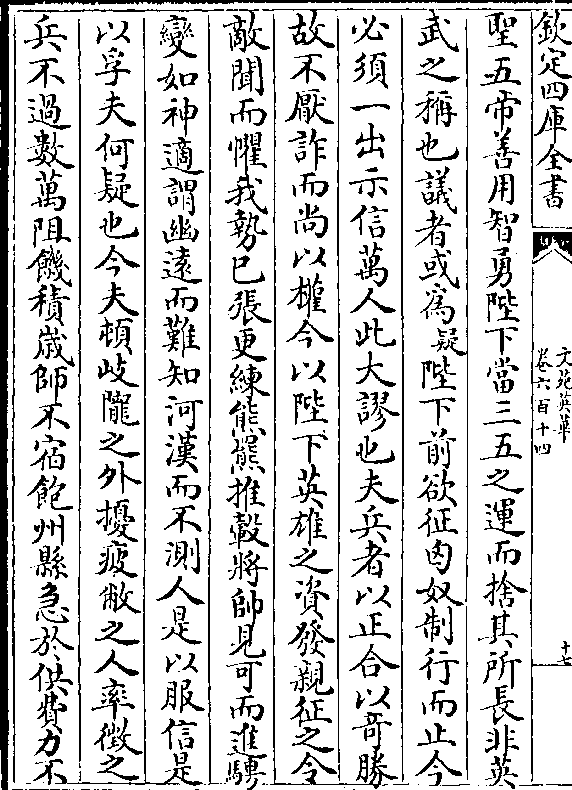 欽定四庫全書
文苑英華
卷六百十四
十七
聖五帝善用智勇陛下當三五之運而捨其所長非英
武之稱也議者或為疑陛下前欲征匈奴制行而止今
必須一出示信萬人此大謬也夫兵者以正合以奇勝
故不厭詐而尚以權今以陛下英雄之資發親征之令
敵聞而懼我勢已張更練熊羆推轂將帥見可而進騁
變如神適謂幽遠而難知河漢而不測人是以服信是
以孚夫何疑也今夫頓岐隴之外擾疲敝之人率徴之
兵不過數萬阻饑積嵗師不宿飽州縣急於供費力不